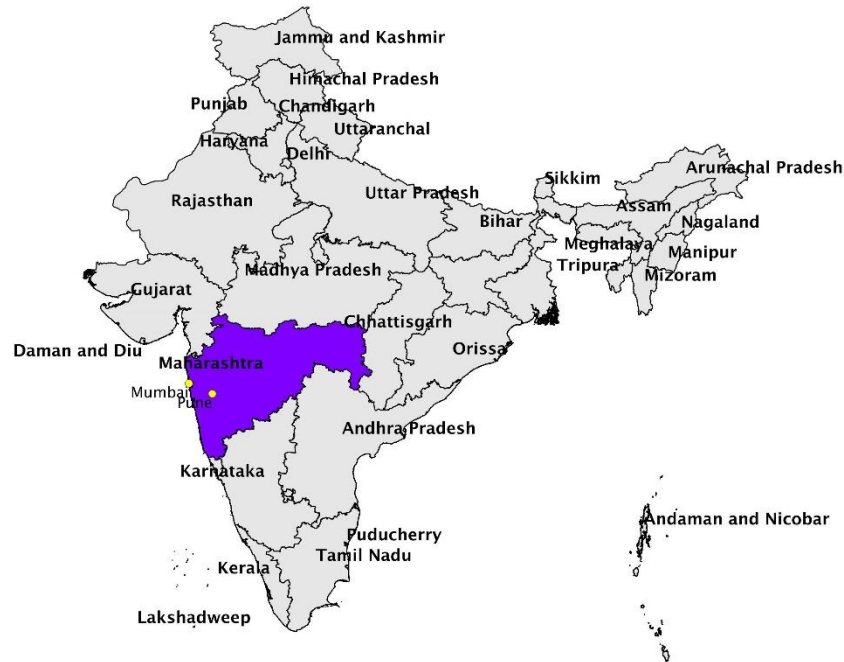 Jammu and Kashmir
Himachal Pradesh
Punjab
Chandigarh
Uttaranchal
Haryana
Delhi
Sikkim
Arunachal Pradesh
Rajasthan
Uttar Pradesh
Assam
Bihar
Nagaland
Meghalaya
Manipur
Tripura
Madhya Pradesh
Mizoram
Gujarat
Chhattisgarh
Daman and Diu
Orissa
Maharashtra
Mumbai
Pune
Andhra Pradesh
Karnataka
Andaman and Nicobar
Puducherry
Tamil Nadu
Kerala
Lakshadweep